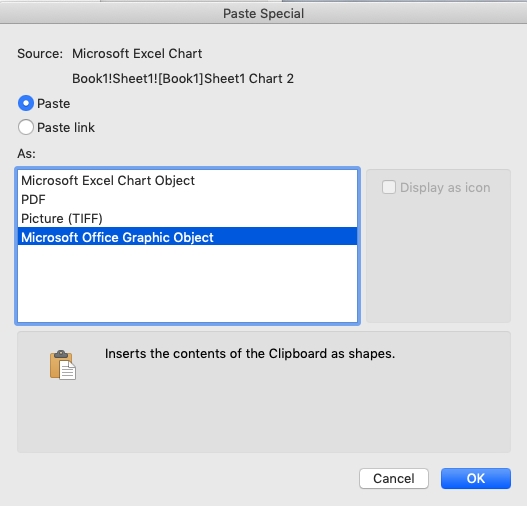 Paste Special
Source: Microsoft Excel Chart
Book1!Sheet1![Book1]Sheet1 Chart 2
Paste
Paste link
As:
Microsoft Excel Chart Object
Display as icon
PDF
Picture (TIFF)
Microsoft Office Graphic Object
Inserts the contents of the Clipboard as shapes.
Cancel OK